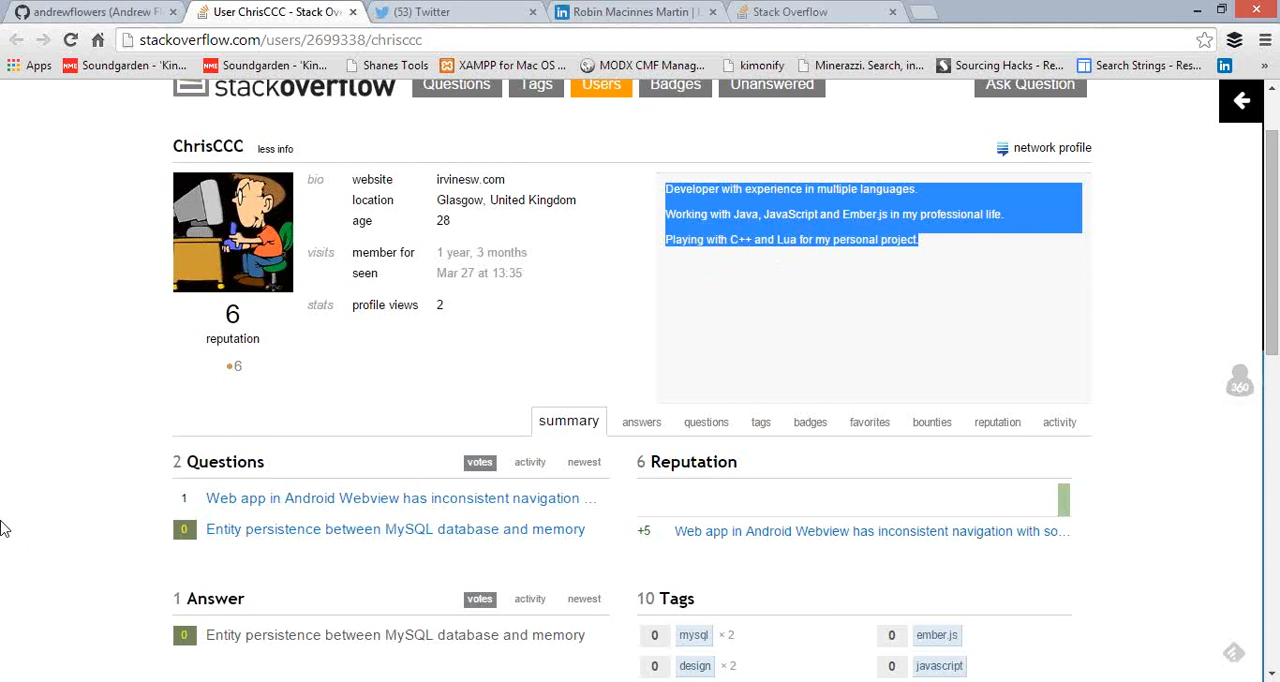 andrewflowers (Andrew Fl
User ChrisCCC - Stack Ov
(53) Twitter
Robin Macinnes Martin | L
Stack Overflow
stackoverflow.com/users/2699338/chrisccc
Apps
NME Soundgarden - 'Kin...
NME Soundgarden - 'Kin...
Shanes Tools
XAMPP for Mac OS ...
MODX CMF Manag...
kimonify
Minerazzi. Search, in...
Sourcing Hacks - Re...
Search Strings - Res...
in
»
stackoverflow
Questions
Tags
Users
Badges
Unanswered
Ask Question
ChrisCCC less info
network profile
bio website irvinesw.com
location Glasgow, United Kingdom
age 28
visits member for 1 year, 3 months
seen Mar 27 at 13:35
stats profile views 2
6
reputation
●6
Developer with experience in multiple languages.
Working with Java, JavaScript and Ember.js in my professional life.
Playing with C++ and Lua for my personal project.
360
summary answers questions tags badges favorites bounties reputation activity
2 Questions votes activity newest
1 Web app in Android Webview has inconsistent navigation ...
0 Entity persistence between MySQL database and memory
6 Reputation
+5 Web app in Android Webview has inconsistent navigation with so...
1 Answer votes activity newest
0 Entity persistence between MySQL database and memory
10 Tags
0 mysql × 2
0 ember.js
0 design × 2
0 javascript